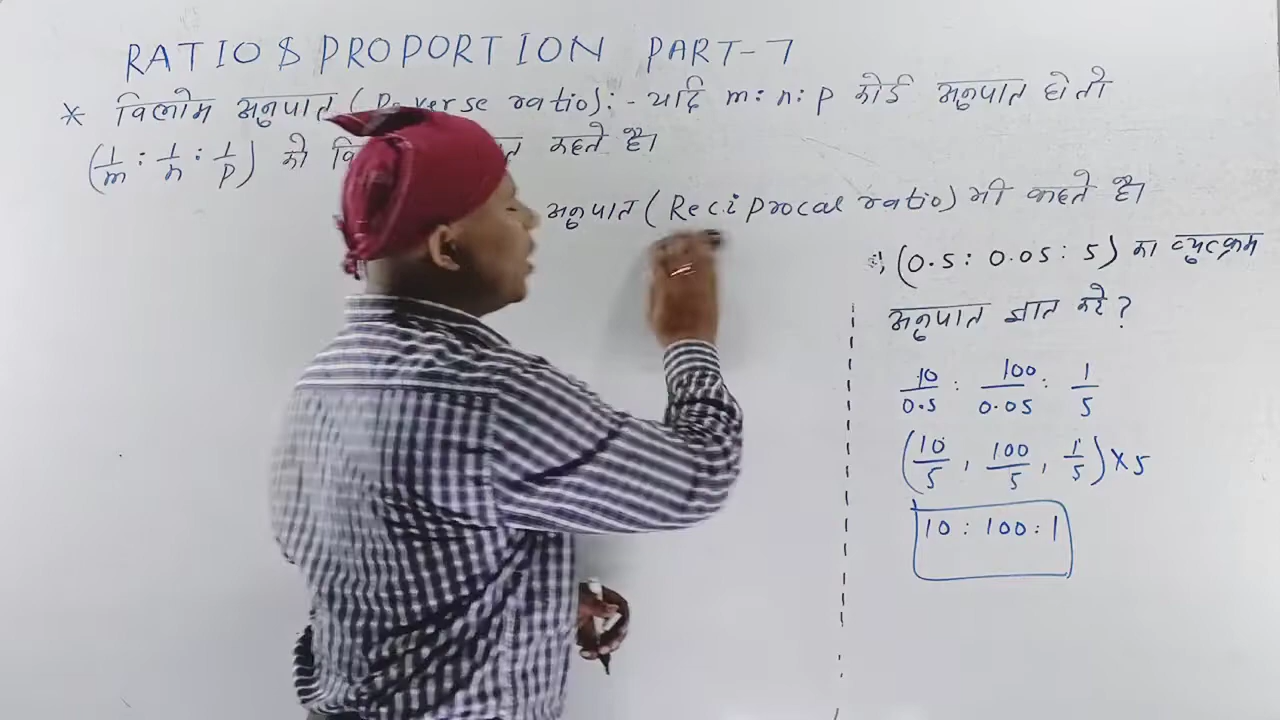 RATIO & PROPORTION PART-7
* विलोम अनुपात (Reverse ratio):- यदि m:n:p कोई अनुपात हो तो
(1/m : 1/n : 1/p) को कहते है।
अनुपात (Reciprocal ratio) भी कहते है।
(0.5 : 0.05 : 5) का व्युत्क्रम
अनुपात ज्ञात करे?
10/0.5 : 100/0.05 : 1/5
(10/5 , 100/5 , 1/5) × 5
10 : 100 : 1